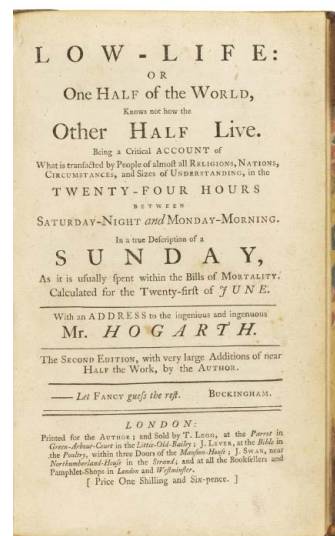 LOW-LIFE:
OR
One HALF of the WORLD,
Knows not how the
Other HALF Live.
Being a Critical ACCOUNT of
What is tranſacted by People of almoſt all RELIGIONS, NATIONS,
CIRCUMSTANCES, and Sizes of UNDERSTANDING, in the
TWENTY-FOUR HOURS
BETWEEN
SATURDAY-NIGHT and MONDAY-MORNING.
In a true Deſcription of a
SUNDAY,
As it is uſually ſpent within the Bills of MORTALITY.
Calculated for the Twenty-firſt of JUNE.
With an ADDRESS to the ingenious and ingenuous
Mr. HOGARTH.
The SECOND EDITION, with very large Additions of near
HALF the Work, by the AUTHOR.
—— Let FANCY gueſs the reſt. BUCKINGHAM.
LONDON:
Printed for the AUTHOR; and Sold by T. LEGG, at the Parrot in
Green-Arbour-Court in the Little-Old-Bailey; J. LEVER, at the Bible in
the Poultry, within three Doors of the Manſion-Houſe; J. SWAN, near
Northumberland-Houſe in the Strand; and at all the Bookſellers and
Pamphlet-Shops in London and Weſtminſter.
[ Price One Shilling and Six-pence. ]